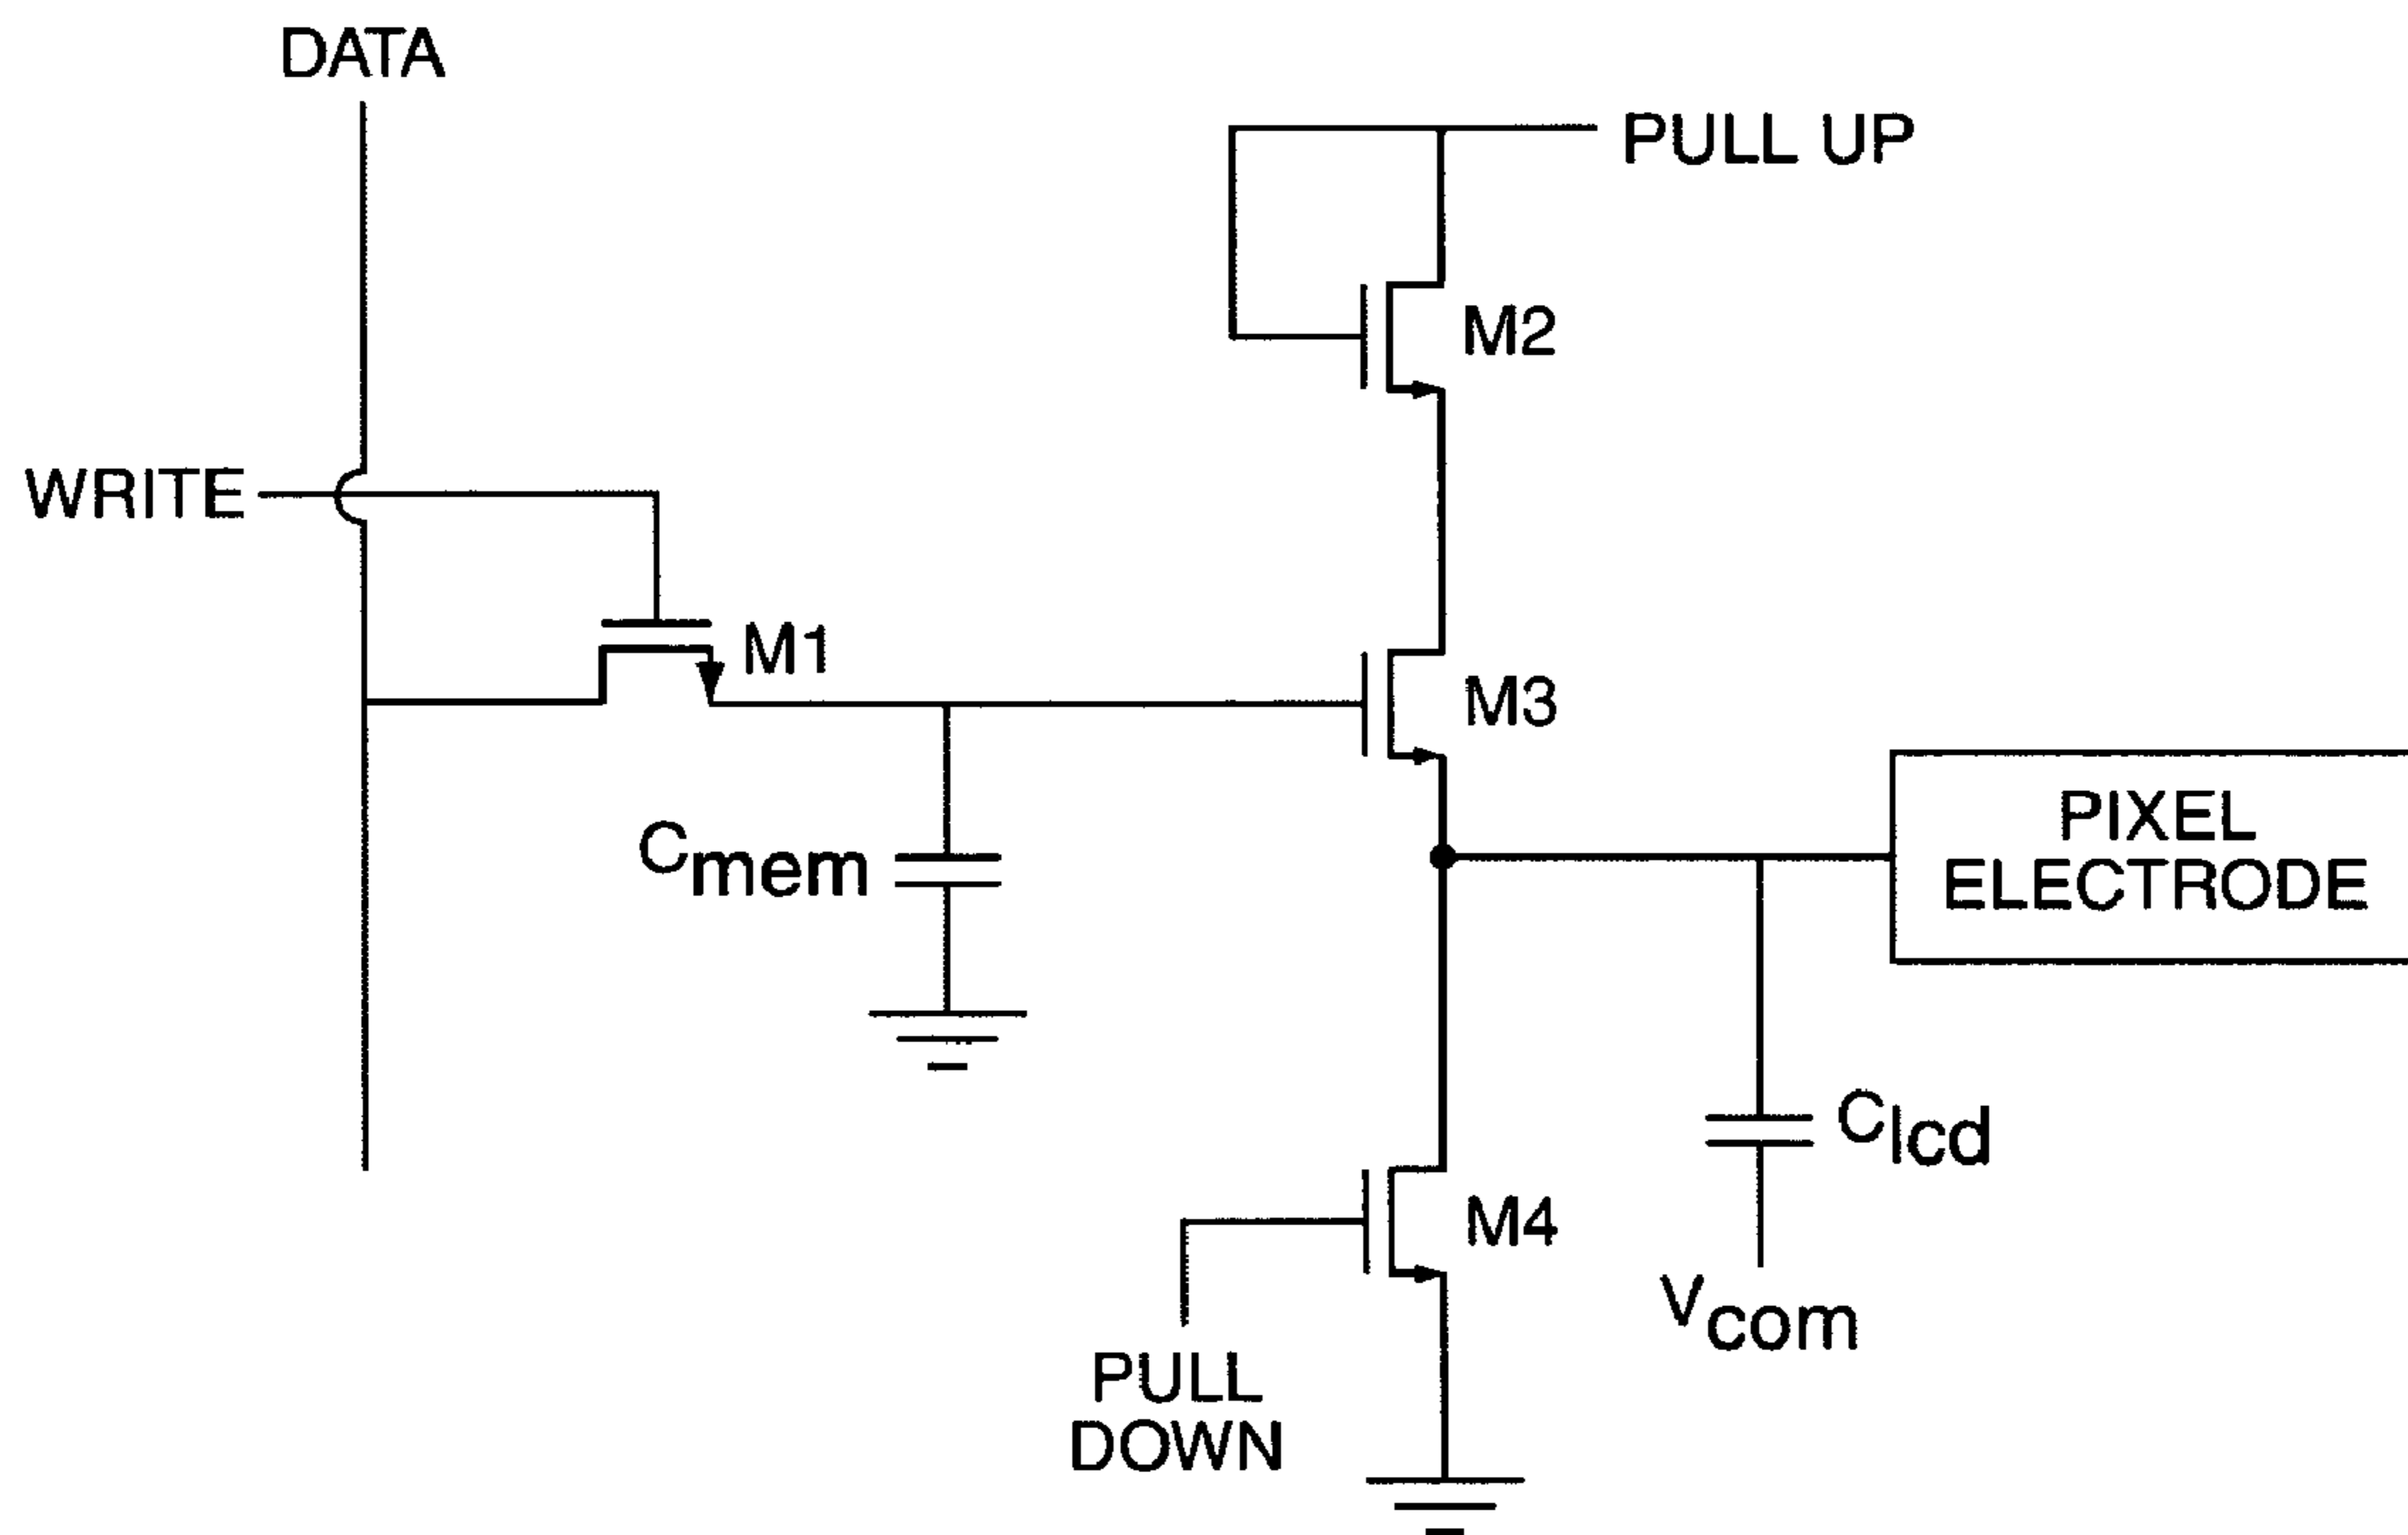 DATA
PULL UP
M2
WRITE
M1
M3
PIXEL
ELECTRODE
Cmem
Clcd
M4
Vcom
PULL
DOWN